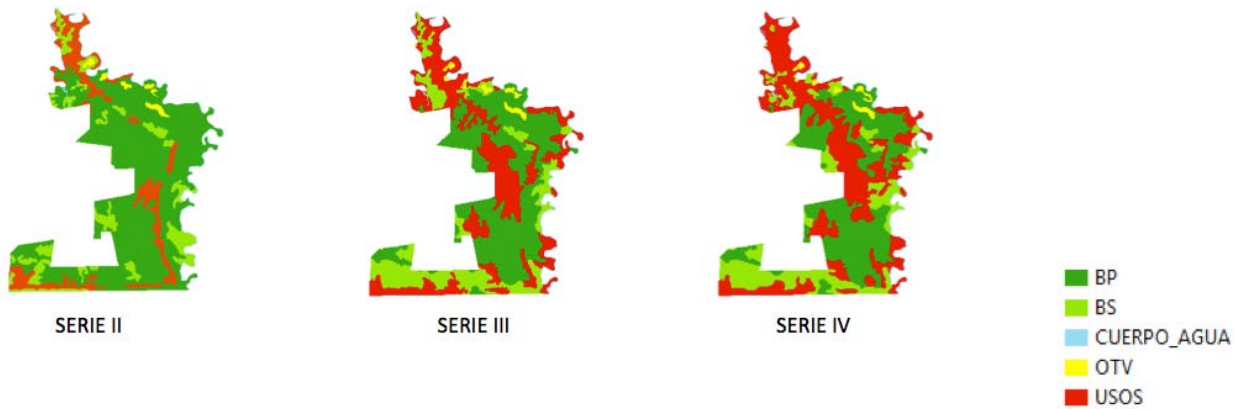 SERIE II
SERIE III
SERIE IV
BP
BS
CUERPO_AGUA
OTV
USOS